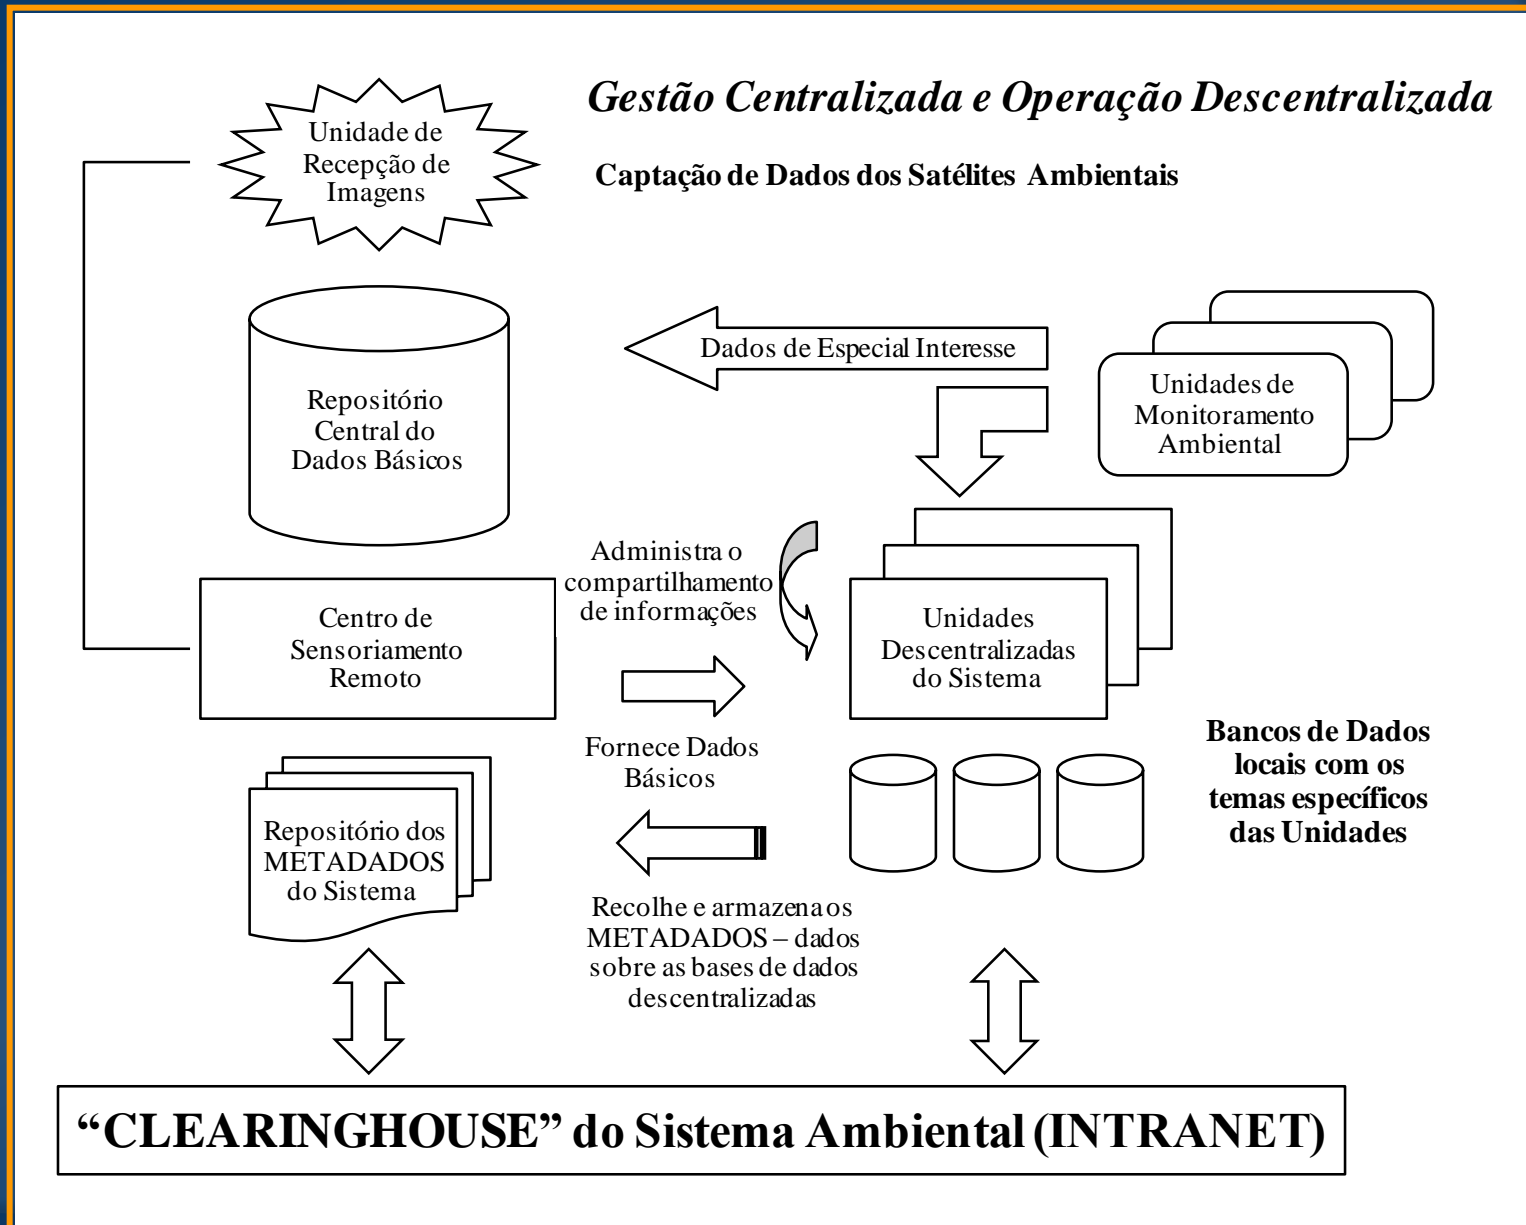 Gestão Centralizada e Operação Descentralizada
Unidade de
Recepção de
Imagens
Captação de Dados dos Satélites Ambientais
Dados de Especial Interesse
Unidades de
Monitoramento
Ambiental
Repositório
Central do
Dados Básicos
Administra o
compartilhamento
de informações
Centro de
Sensoriamento
Remoto
Unidades
Descentralizadas
do Sistema
Fornece Dados
Básicos
Bancos de Dados
locais com os
temas específicos
das Unidades
Repositório dos
METADADOS
do Sistema
Recolhe e armazena os
METADADOS – dados
sobre as bases de dados
descentralizadas
“CLEARINGHOUSE” do Sistema Ambiental (INTRANET)